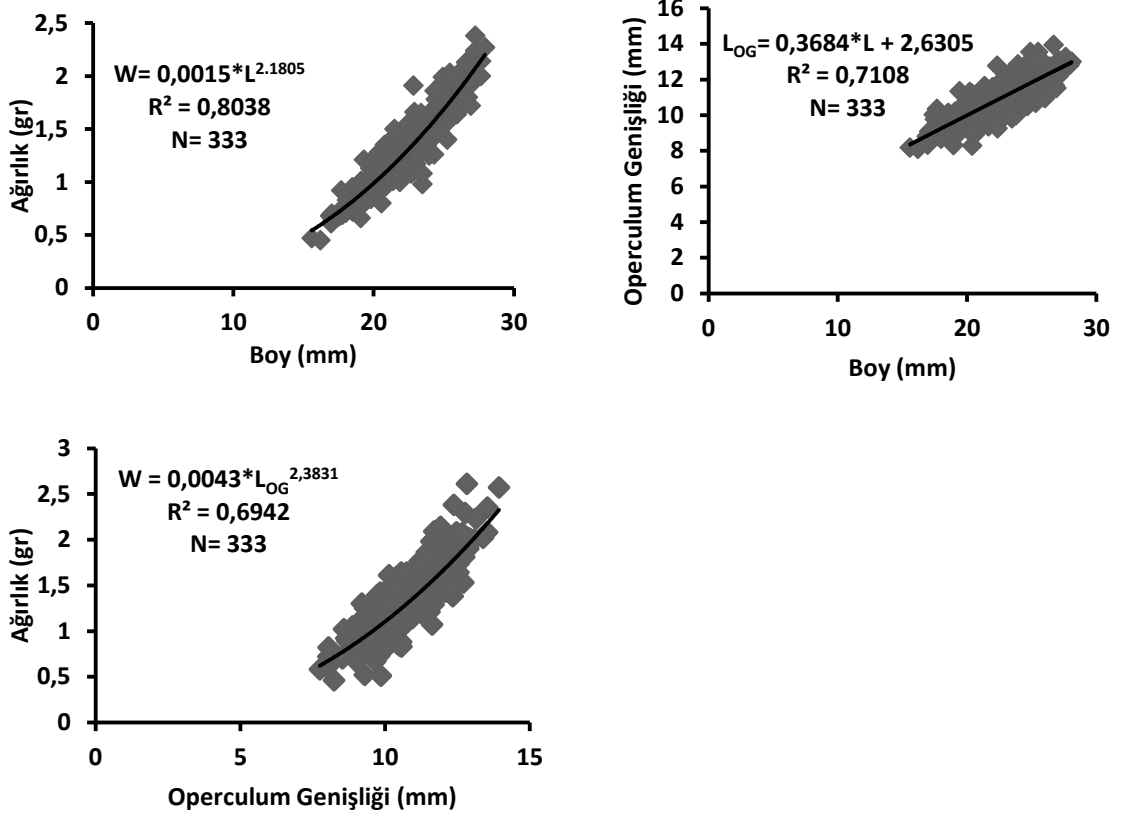 2,5
2
1,5
1
0,5
0
Ağırlık (gr)
W= 0,0015*L^2.1805
R² = 0,8038
N= 333
0 10 20 30
Boy (mm)
16
14
12
10
8
6
4
2
0
Operculum Genişliği (mm)
L_OG= 0,3684*L + 2,6305
R² = 0,7108
N= 333
0 10 20 30
Boy (mm)
3
2,5
2
1,5
1
0,5
0
Ağırlık (gr)
W = 0,0043*L_OG^2,3831
R² = 0,6942
N= 333
0 5 10 15
Operculum Genişliği (mm)